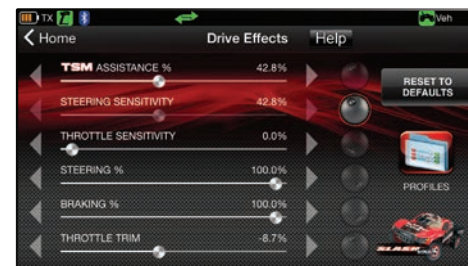 TX Veh
Home Drive Effects Help
TSM ASSISTANCE % 42.8%
STEERING SENSITIVITY 42.8%
THROTTLE SENSITIVITY 0.0%
STEERING % 100.0%
BRAKING % 100.0%
THROTTLE TRIM -8.7%
RESET TO
DEFAULTS
PROFILES
SLASH